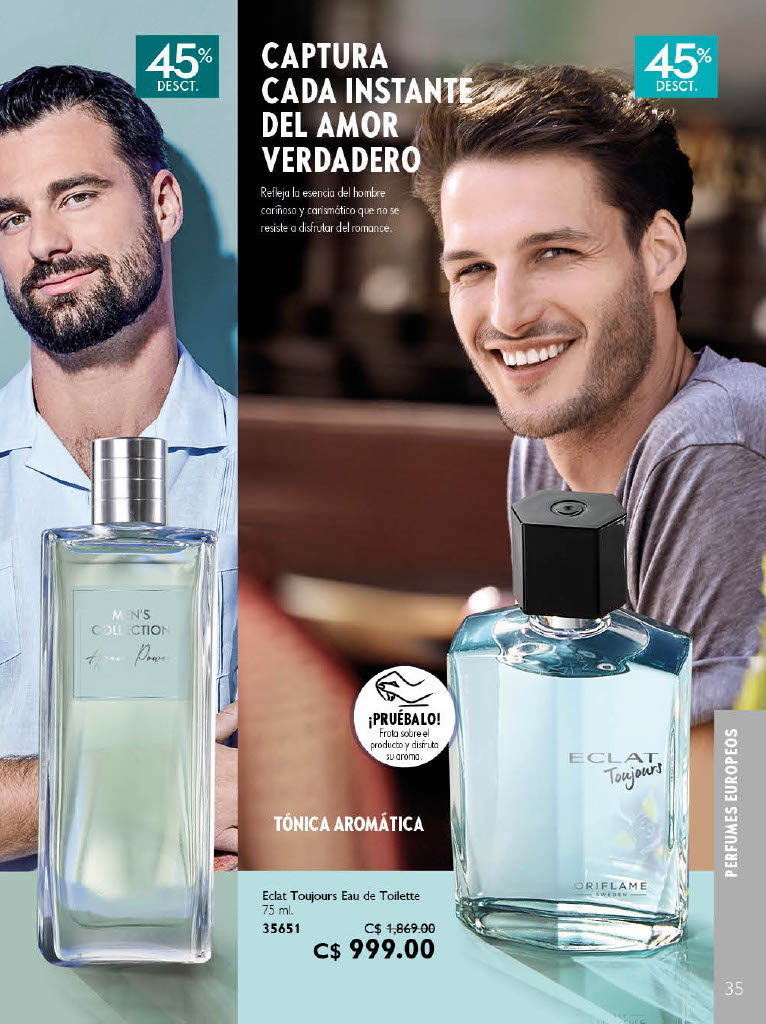 45%
DESCT.
MEN'S
COLLECTION
CAPTURA
CADA INSTANTE
DEL AMOR
VERDADERO
Refleja la esencia del hombre
cariñoso y carismático que no se
resiste a disfrutar del romance.
45%
DESCT.
¡PRUÉBALO!
Frota sobre el
producto y disfruta
su aroma.
TÓNICA AROMÁTICA
ECLAT
Toujours
ORIFLAME
SWEDEN
Eclat Toujours Eau de Toilette
75 ml.
35651 C$ 1,869.00
C$ 999.00
PERFUMES EUROPEOS
35